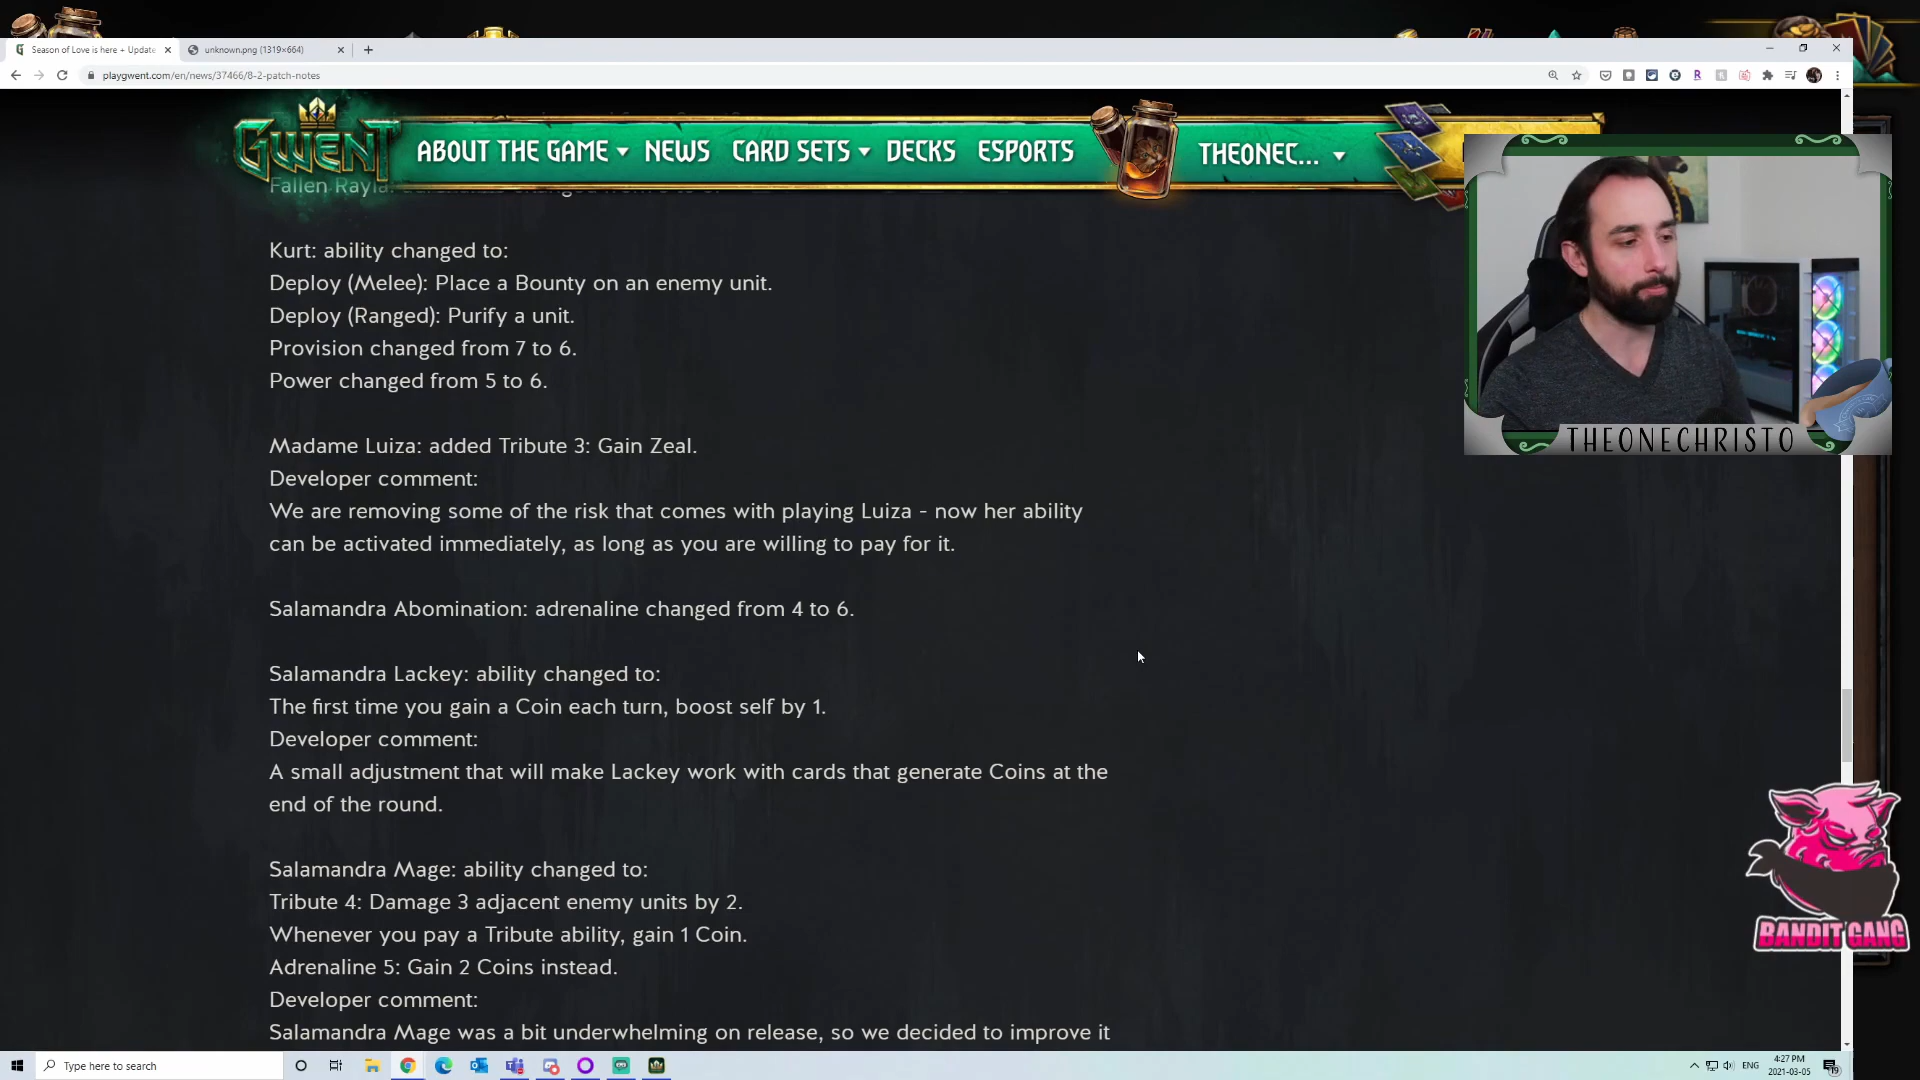 Season of Love is here + Update
unknown.png (1319×664)
playgwent.com/en/news/37466/8-2-patch-notes
GWENT
ABOUT THE GAME
NEWS
CARD SETS
DECKS
ESPORTS
THEONEC...
Fallen Rayla:
Kurt: ability changed to:
Deploy (Melee): Place a Bounty on an enemy unit.
Deploy (Ranged): Purify a unit.
Provision changed from 7 to 6.
Power changed from 5 to 6.
Madame Luiza: added Tribute 3: Gain Zeal.
Developer comment:
We are removing some of the risk that comes with playing Luiza - now her ability
can be activated immediately, as long as you are willing to pay for it.
Salamandra Abomination: adrenaline changed from 4 to 6.
Salamandra Lackey: ability changed to:
The first time you gain a Coin each turn, boost self by 1.
Developer comment:
A small adjustment that will make Lackey work with cards that generate Coins at the
end of the round.
Salamandra Mage: ability changed to:
Tribute 4: Damage 3 adjacent enemy units by 2.
Whenever you pay a Tribute ability, gain 1 Coin.
Adrenaline 5: Gain 2 Coins instead.
Developer comment:
Salamandra Mage was a bit underwhelming on release, so we decided to improve it
THEONECHRISTO
BANDIT GANG
Type here to search
ENG
4:27 PM
2021-03-05
19